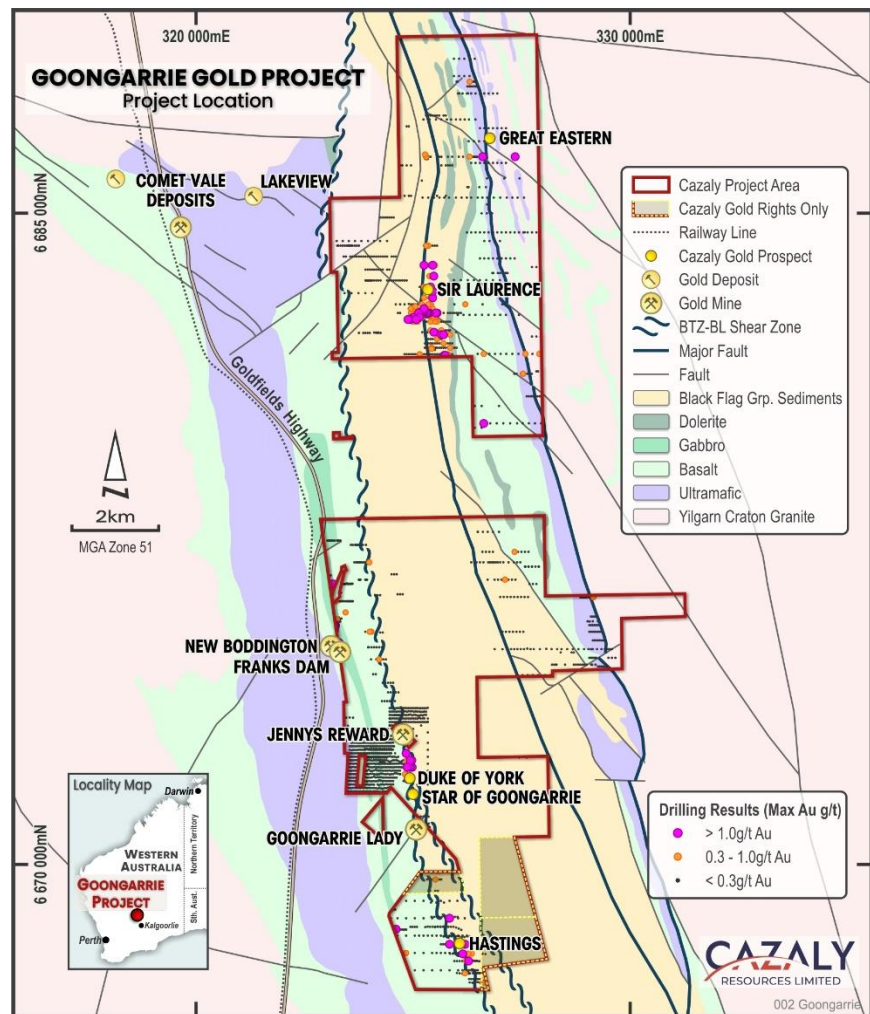 320 000mE
330 000mE
GOONGARRIE GOLD PROJECT
Project Location
GREAT EASTERN
COMET VALE
DEPOSITS
LAKEVIEW
6 685 000mN
SIR LAURENCE
Cazaly Project Area
Cazaly Gold Rights Only
Railway Line
Cazaly Gold Prospect
Gold Deposit
Gold Mine
BTZ-BL Shear Zone
Major Fault
Fault
Black Flag Grp. Sediments
Dolerite
Gabbro
Basalt
Ultramafic
Yilgarn Craton Granite
Goldfields Highway
N
2km
MGA Zone 51
NEW BODDINGTON
FRANKS DAM
JENNYS REWARD
DUKE OF YORK
STAR OF GOONGARRIE
GOONGARRIE LADY
6 670 000mN
HASTINGS
Locality Map
Darwin
WESTERN
AUSTRALIA
Northern Territory
Sth. Aust.
GOONGARRIE
PROJECT
Kalgoorlie
Perth
Drilling Results (Max Au g/t)
> 1.0g/t Au
0.3 - 1.0g/t Au
< 0.3g/t Au
CAZALY
RESOURCES LIMITED
002 Goongarrie